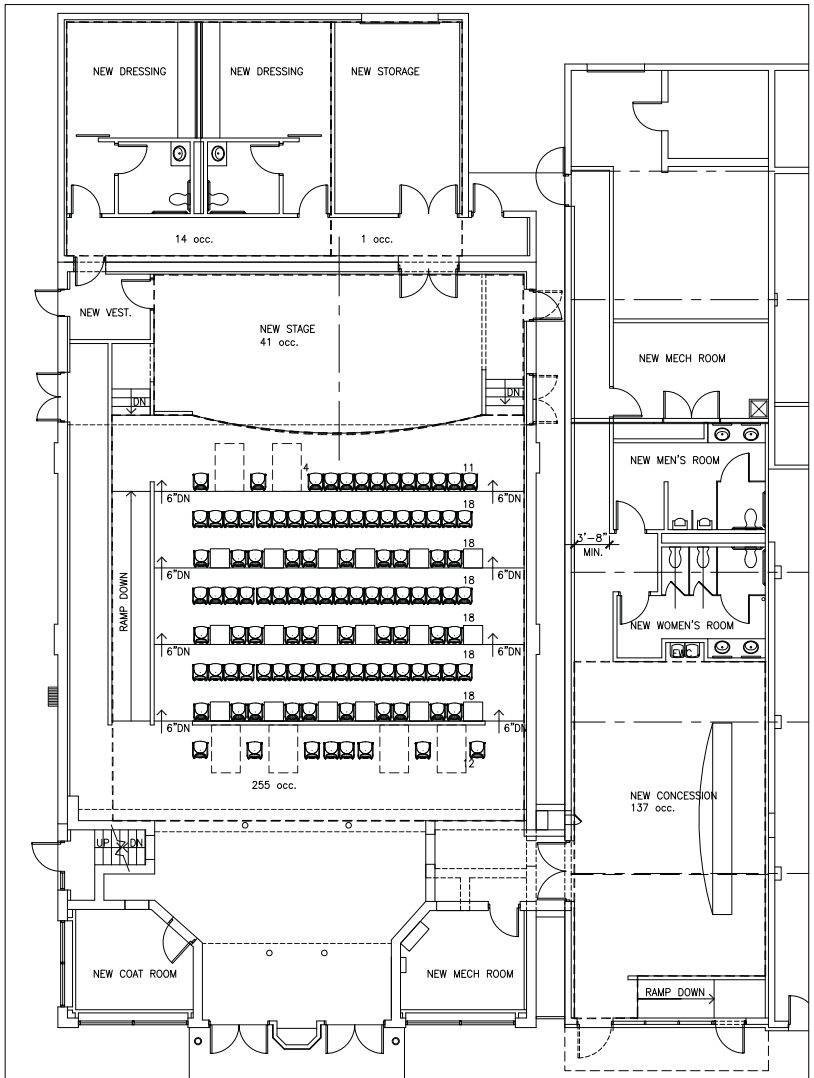 NEW DRESSING
NEW DRESSING
NEW STORAGE
14 occ.
1 occ.
NEW VEST.
NEW STAGE
41 occ.
NEW MECH ROOM
DN
DN
NEW MEN'S ROOM
4
11
6"DN
6"DN
18
3'-8"
MIN.
18
6"DN
6"DN
18
RAMP DOWN
18
6"DN
6"DN
NEW WOMEN'S ROOM
EWC
18
18
6"DN
6"DN
12
255 occ.
NEW CONCESSION
137 occ.
UP
DN
NEW COAT ROOM
NEW MECH ROOM
RAMP DOWN